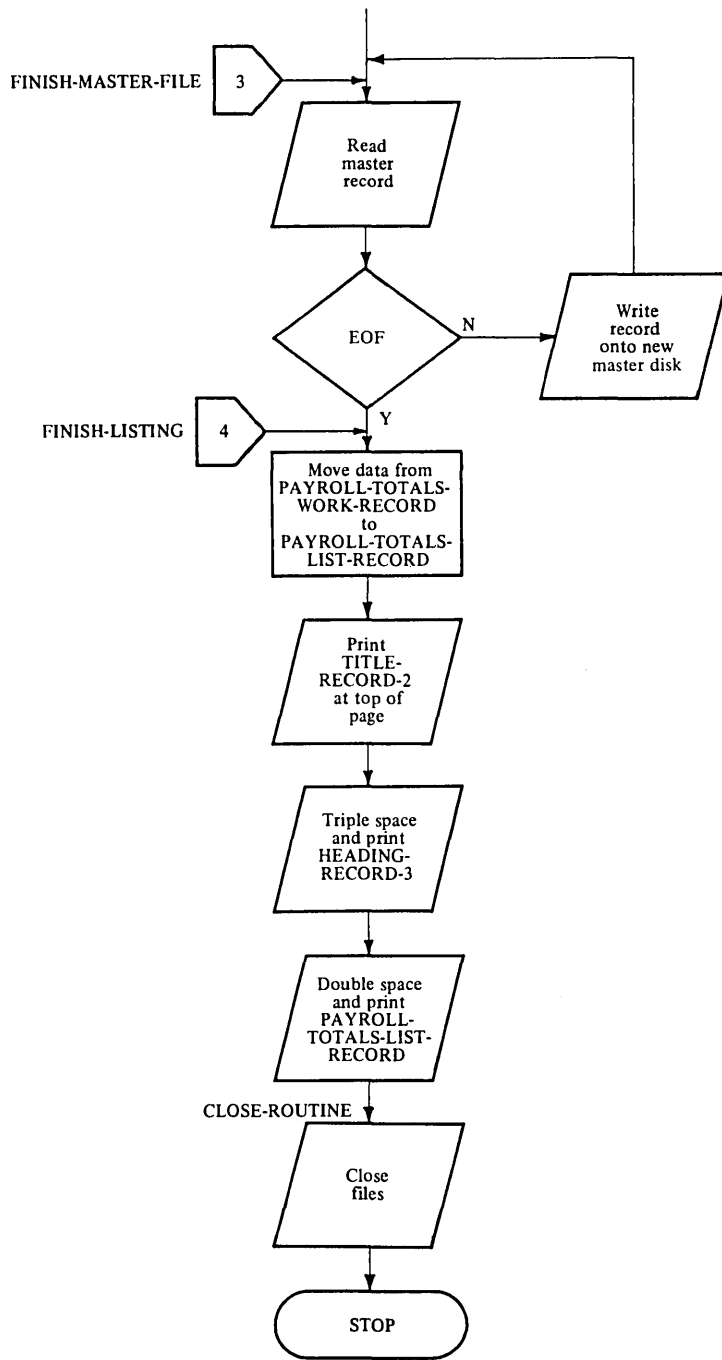 FINISH-MASTER-FILE
3
Read
master
record
EOF
N
Write
record
onto new
master disk
Y
FINISH-LISTING
4
Move data from
PAYROLL-TOTALS-
WORK-RECORD
to
PAYROLL-TOTALS-
LIST-RECORD
Print
TITLE-
RECORD-2
at top of
page
Triple space
and print
HEADING-
RECORD-3
Double space
and print
PAYROLL-
TOTALS-LIST-
RECORD
CLOSE-ROUTINE
Close
files
STOP